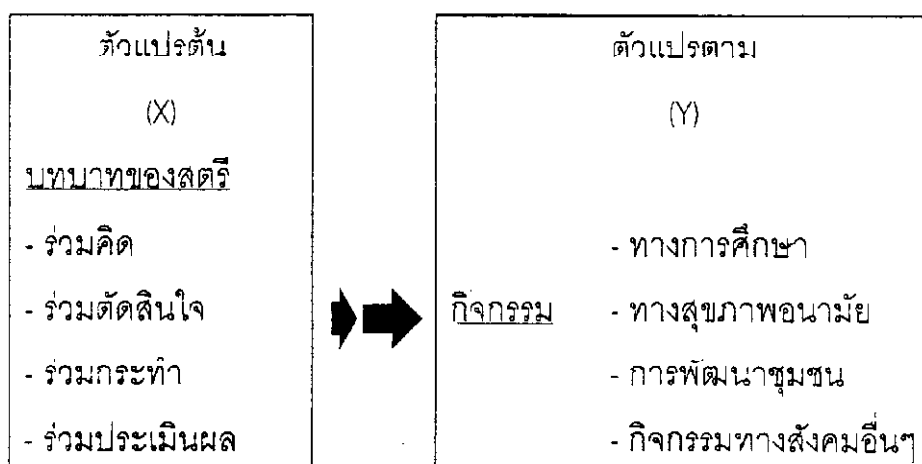 ตัวแปรต้น
(X)
บทบาทของสตรี
- ร่วมคิด
- ร่วมตัดสินใจ
- ร่วมกระทำ
- ร่วมประเมินผล
ตัวแปรตาม
(Y)
- ทางการศึกษา
กิจกรรม - ทางสุขภาพอนามัย
- การพัฒนาชุมชน
- กิจกรรมทางสังคมอื่นๆ